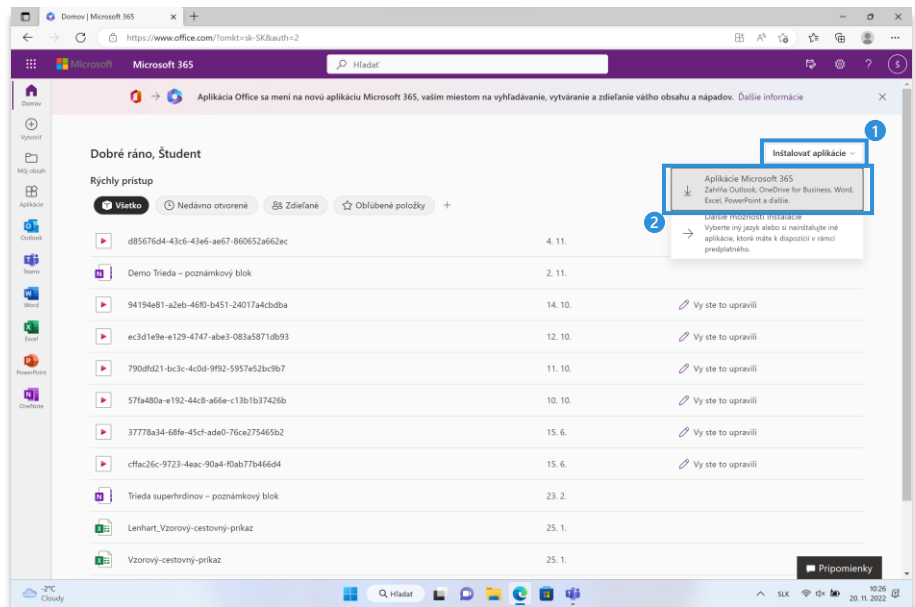 Domov | Microsoft 365
https://www.office.com/?omkt=sk-SK&auth=2
Microsoft
Microsoft 365
Hľadať
S
Aplikácia Office sa mení na novú aplikáciu Microsoft 365, vaším miestom na vyhľadávanie, vytváranie a zdieľanie vášho obsahu a nápadov. Ďalšie informácie
Domov
Vytvoriť
Môj obsah
Aplikácie
Outlook
Teams
Word
Excel
PowerPoint
OneNote
1
Dobré ráno, Študent
Inštalovať aplikácie
Aplikácie Microsoft 365
Zahŕňa Outlook, OneDrive for Business, Word,
Excel, PowerPoint a ďalšie.
2
Ďalšie možnosti inštalácie
Vyberte iný jazyk alebo si nainštalujte iné
aplikácie, ktoré máte k dispozícii v rámci
predplatného.
Rýchly prístup
Všetko
Nedávno otvorené
Zdieľané
Obľúbené položky
d85676d4-43c6-43e6-ae67-860652a662ec 4. 11.
Demo Trieda – poznámkový blok 2. 11.
94194e81-a2eb-46f0-b451-24017a4cbdba 14. 10. Vy ste to upravili
ec3d1e9e-e129-4747-abe3-083a5871db93 12. 10. Vy ste to upravili
790dfd21-bc3c-4c0d-9f92-5957e52bc9b7 11. 10. Vy ste to upravili
57fa480a-e192-44c8-a66e-c13b1b37426b 10. 10. Vy ste to upravili
37778a34-68fe-45cf-ade0-76ce275465b2 15. 6. Vy ste to upravili
cffac26c-9723-4eac-90a4-f0ab77b466d4 15. 6. Vy ste to upravili
Trieda superhrdinov – poznámkový blok 23. 2.
Lenhart_Vzorový-cestovný-príkaz 25. 1.
Vzorový-cestovný-príkaz 25. 1.
Pripomienky
-2°C
Cloudy
Hľadať
SLK
10:26
20. 11. 2022